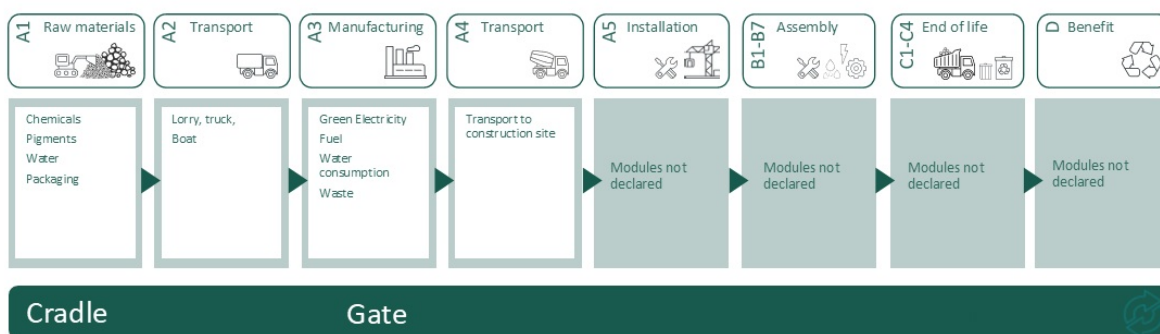 A1 Raw materials
A2 Transport
A3 Manufacturing
A4 Transport
A5 Installation
B1-B7 Assembly
C1-C4 End of life
D Benefit
Chemicals
Pigments
Water
Packaging
Lorry, truck,
Boat
Green Electricity
Fuel
Water
consumption
Waste
Transport to
construction site
Modules not
declared
Modules not
declared
Modules not
declared
Modules not
declared
Cradle
Gate